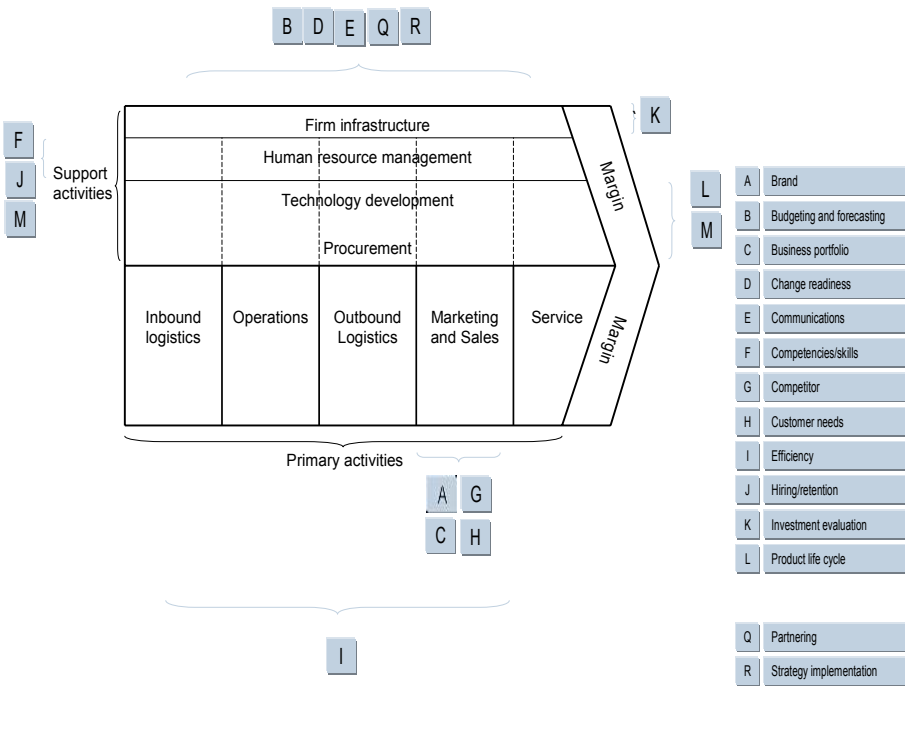 B D E Q R
K
F
J
M
Support
activities
Firm infrastructure
Human resource management
Technology development
Procurement
Margin
L
M
Inbound
logistics
Operations
Outbound
Logistics
Marketing
and Sales
Service
Margin
Primary activities
A G
C H
I
A Brand
B Budgeting and forecasting
C Business portfolio
D Change readiness
E Communications
F Competencies/skills
G Competitor
H Customer needs
I Efficiency
J Hiring/retention
K Investment evaluation
L Product life cycle
Q Partnering
R Strategy implementation